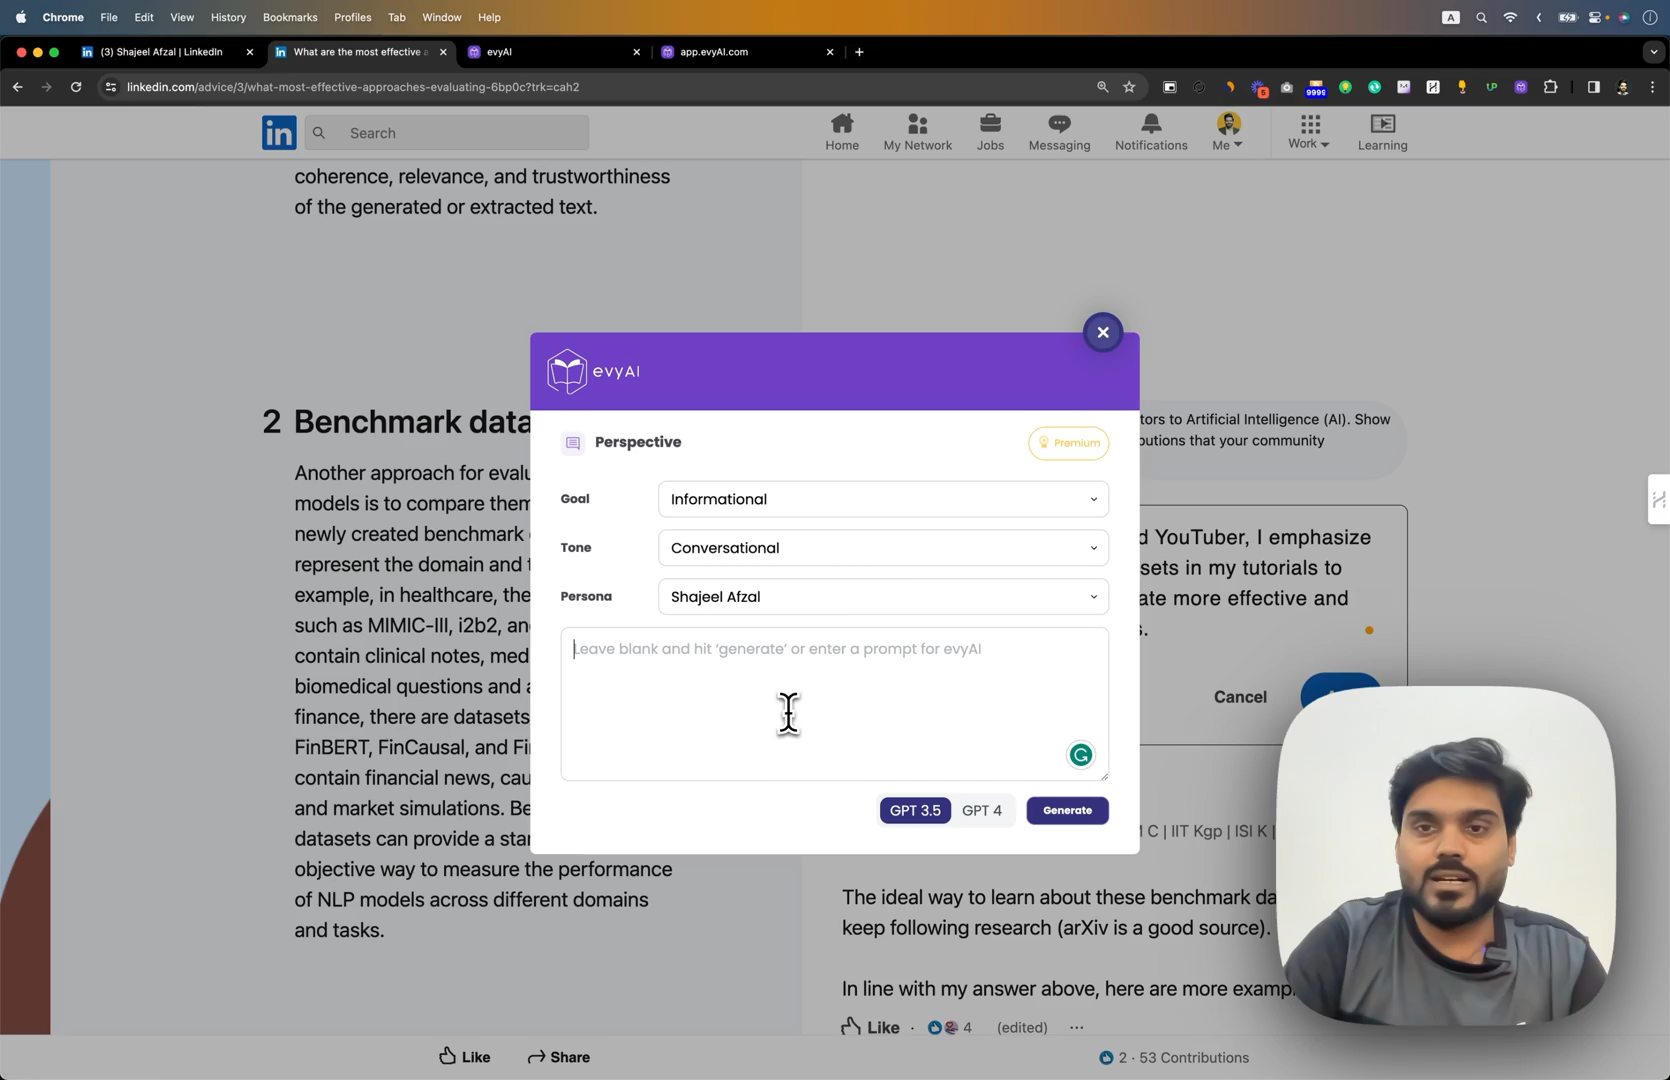 Chrome File Edit View History Bookmarks Profiles Tab Window Help
A
(3) Shajeel Afzal | LinkedIn
What are the most effective a
evyAI
app.evyAI.com
linkedin.com/advice/3/what-most-effective-approaches-evaluating-6bp0c?trk=cah2
5
9999
UP
in
Search
Home
My Network
Jobs
Messaging
Notifications
Me
Work
Learning
coherence, relevance, and trustworthiness
of the generated or extracted text.
2 Benchmark data
Another approach for evalu
models is to compare them
newly created benchmark
represent the domain and t
example, in healthcare, the
such as MIMIC-III, i2b2, an
contain clinical notes, med
biomedical questions and a
finance, there are datasets
FinBERT, FinCausal, and Fi
contain financial news, cau
and market simulations. Be
datasets can provide a sta
objective way to measure the performance
of NLP models across different domains
and tasks.
evyAI
Perspective
Premium
Goal
Informational
Tone
Conversational
Persona
Shajeel Afzal
Leave blank and hit ‘generate’ or enter a prompt for evyAI
GPT 3.5
GPT 4
Generate
tors to Artificial Intelligence (AI). Show
butions that your community
d YouTuber, I emphasize
sets in my tutorials to
ate more effective and
s.
Cancel
C | IIT Kgp | ISI K |
The ideal way to learn about these benchmark da
keep following research (arXiv is a good source).
In line with my answer above, here are more examp
Like · 4 (edited) ...
Like
Share
2 · 53 Contributions